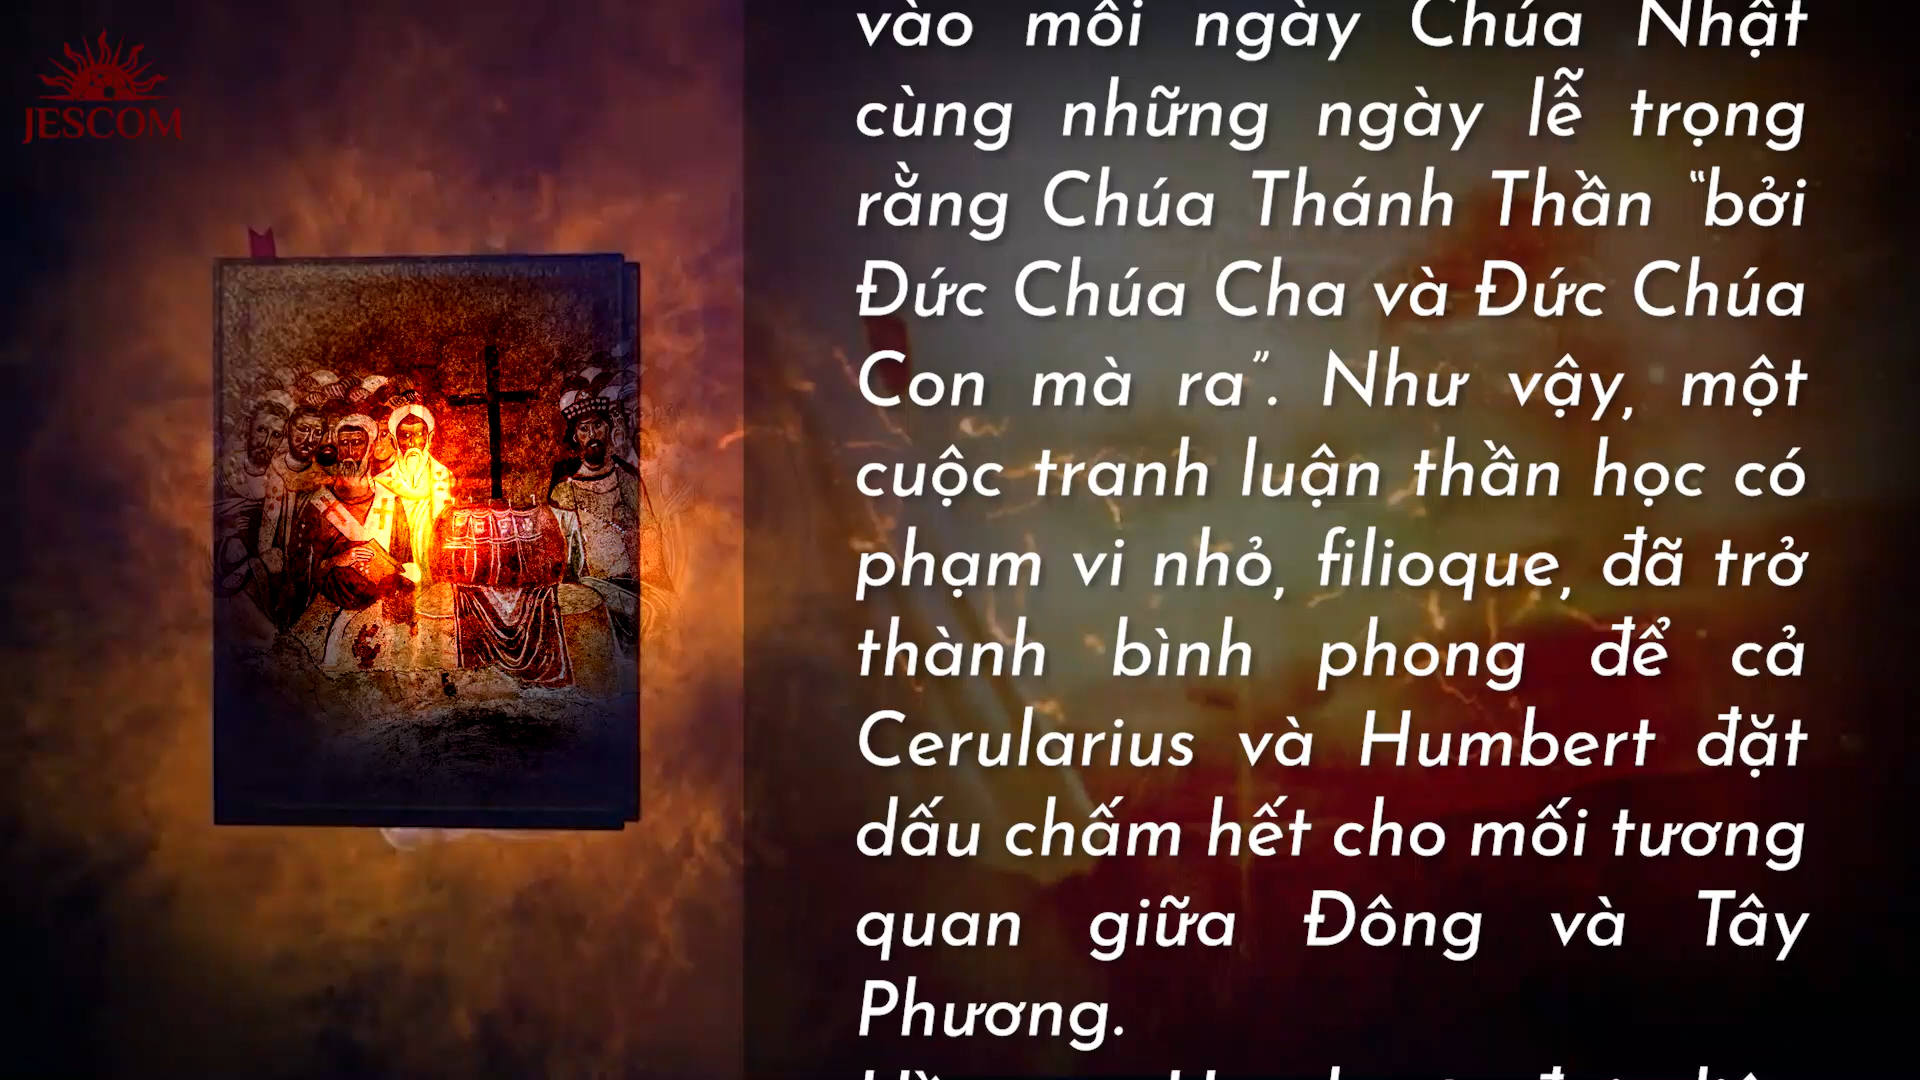 JESCOM
vào mỗi ngày Chúa Nhật
cùng những ngày lễ trọng
rằng Chúa Thánh Thần “bởi
Đức Chúa Cha và Đức Chúa
Con mà ra”. Như vậy, một
cuộc tranh luận thần học có
phạm vi nhỏ, filioque, đã trở
thành bình phong để cả
Cerularius và Humbert đặt
dấu chấm hết cho mối tương
quan giữa Đông và Tây
Phương.